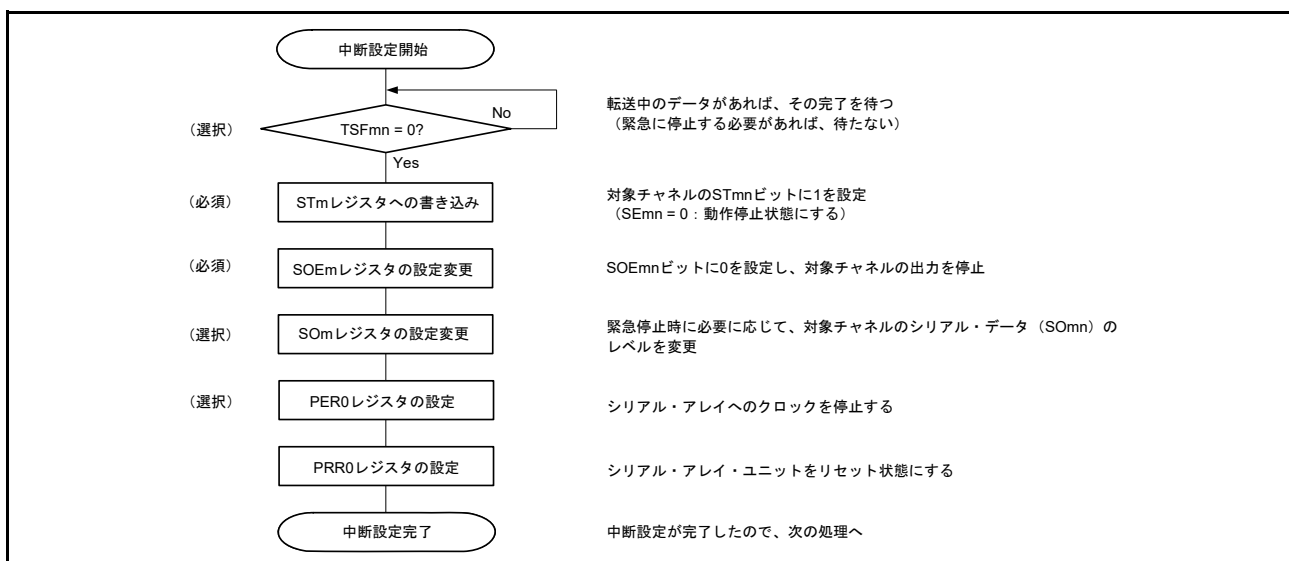 中断設定開始
No
転送中のデータがあれば、その完了を待つ
（緊急に停止する必要があれば、待たない）
（選択）
TSFmn = 0?
Yes
（必須）
STmレジスタへの書き込み
対象チャネルのSTmnビットに1を設定
（SEmn = 0：動作停止状態にする）
（必須）
SOEmレジスタの設定変更
SOEmnビットに0を設定し、対象チャネルの出力を停止
（選択）
SOmレジスタの設定変更
緊急停止時に必要に応じて、対象チャネルのシリアル・データ（SOmn）の
レベルを変更
（選択）
PER0レジスタの設定
シリアル・アレイへのクロックを停止する
PRR0レジスタの設定
シリアル・アレイ・ユニットをリセット状態にする
中断設定完了
中断設定が完了したので、次の処理へ